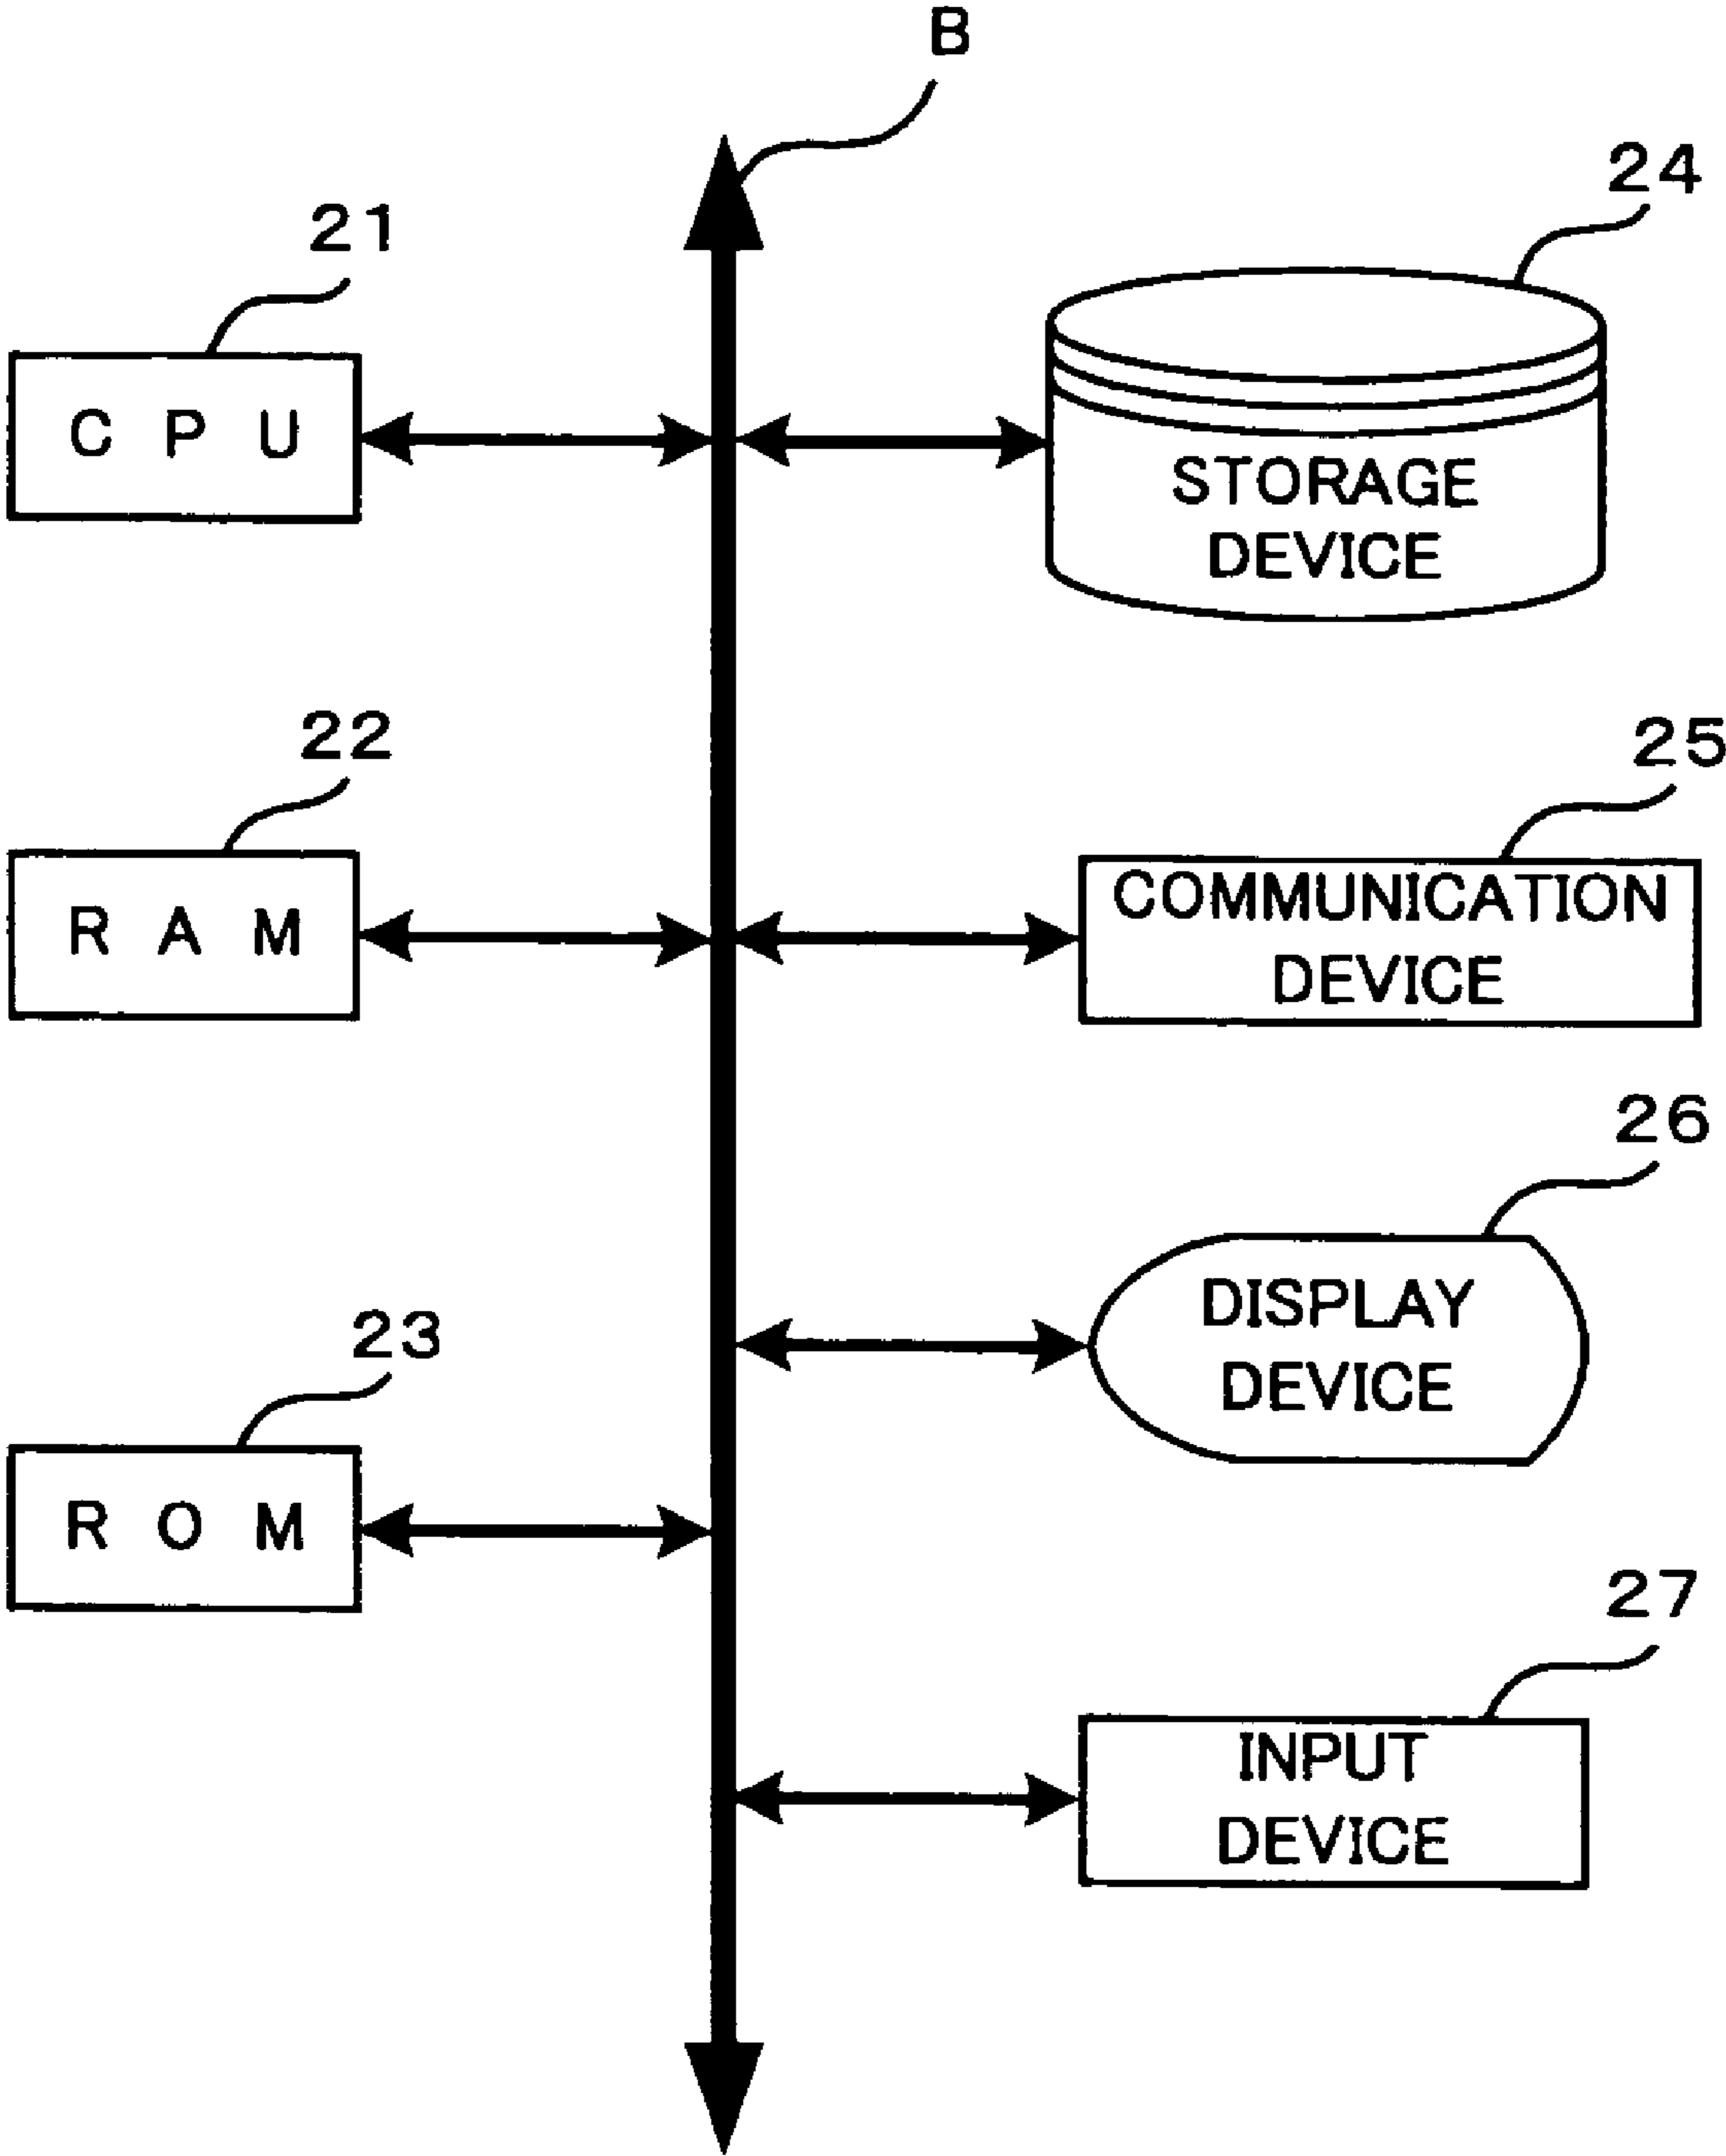 B
24
21
C P U
STORAGE
DEVICE
22
25
R A M
COMMUNICATION
DEVICE
26
23
DISPLAY
DEVICE
R O M
27
INPUT
DEVICE